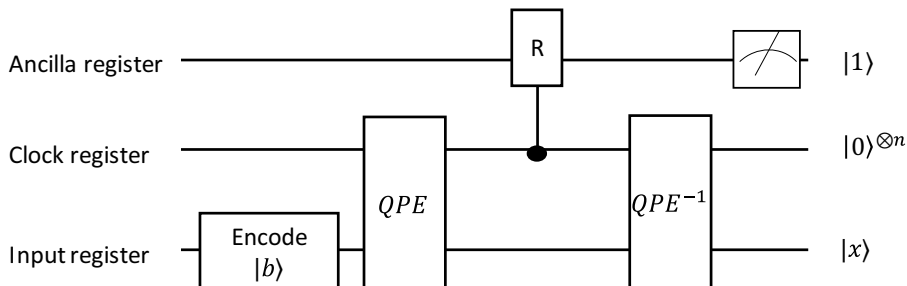 R
Ancilla register |1⟩
Clock register |0⟩⊗n
QPE QPE−1
Input register Encode |x⟩
|b⟩